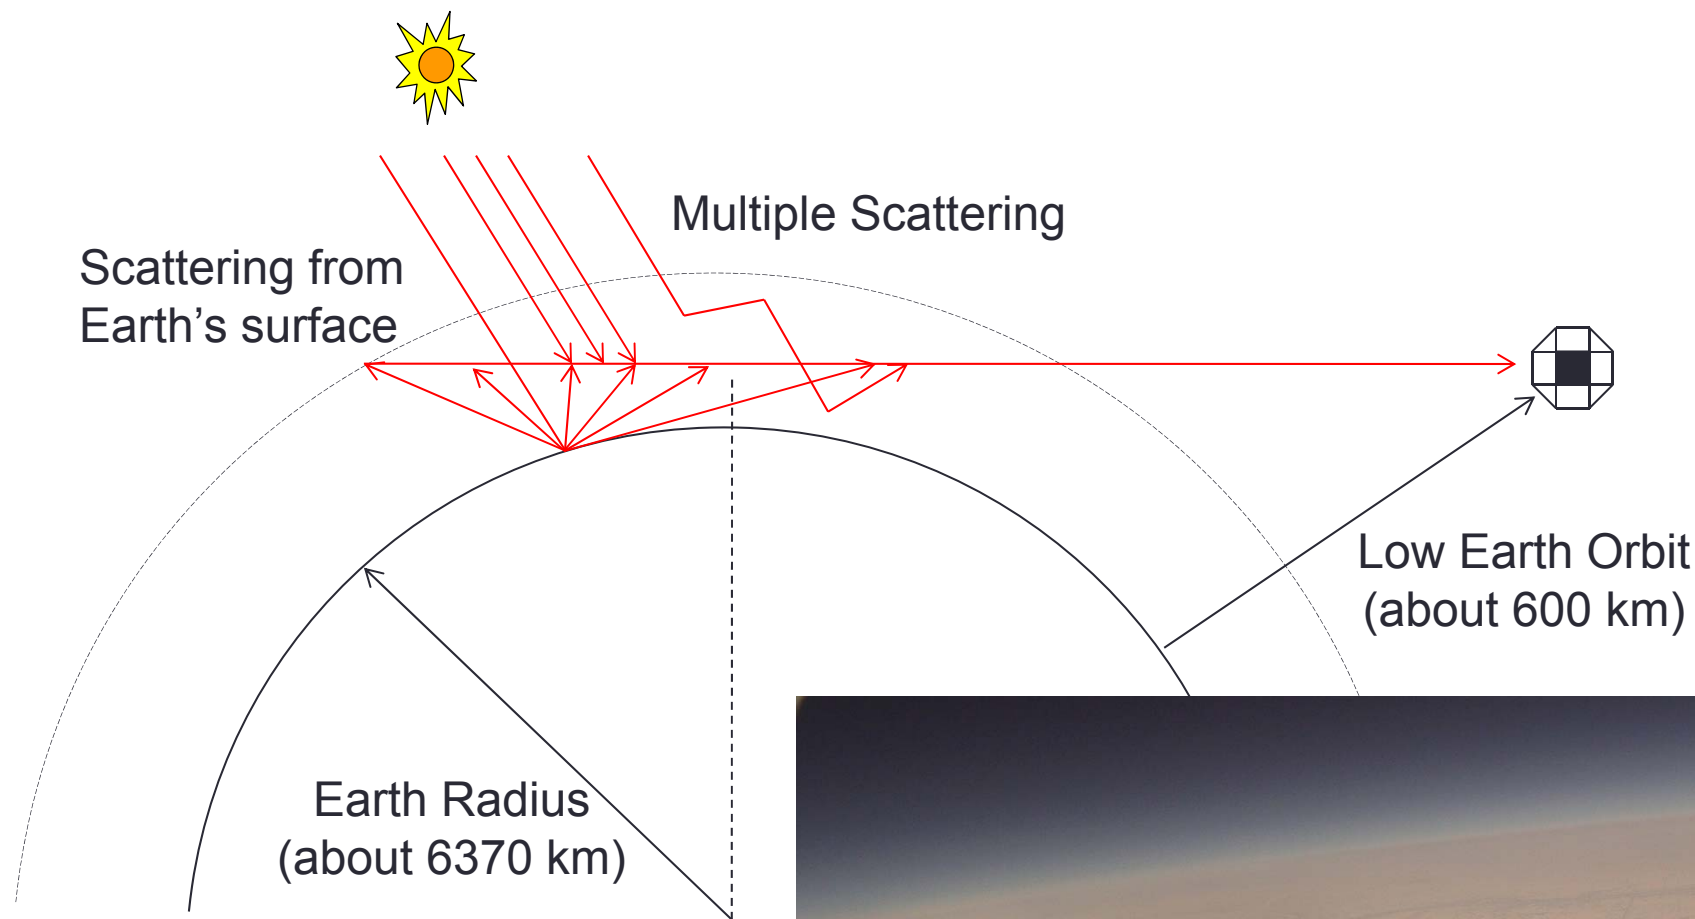 Multiple Scattering
Scattering from
Earth’s surface
Low Earth Orbit
(about 600 km)
Earth Radius
(about 6370 km)